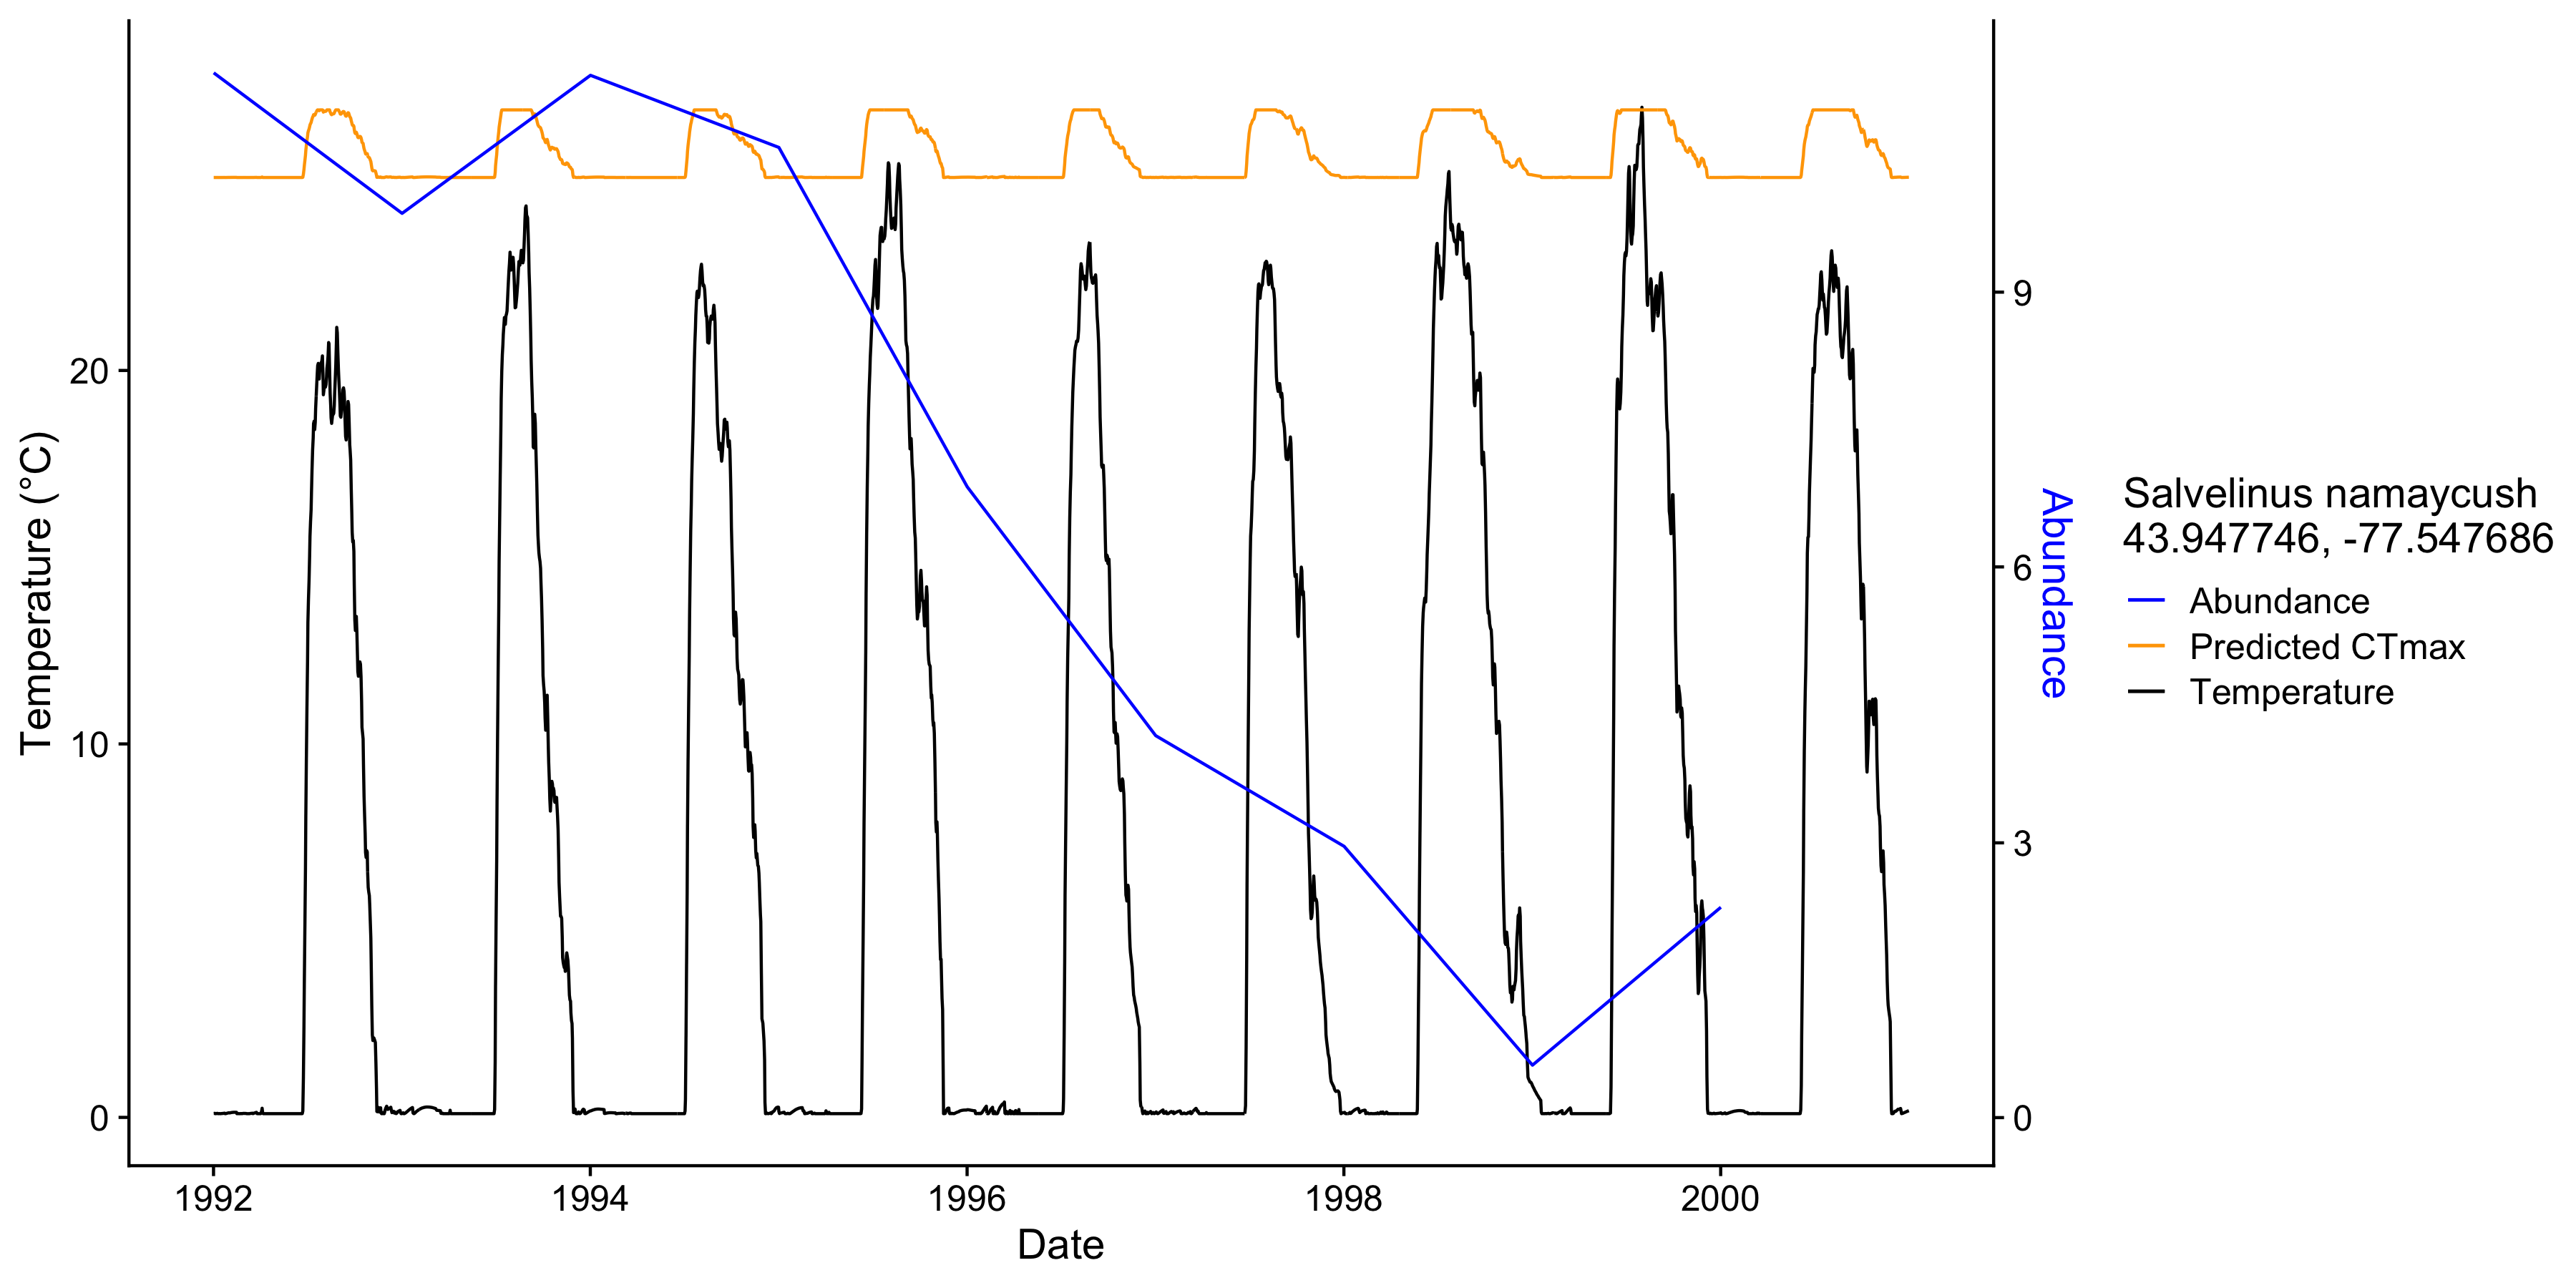 Temperature (°C)
20
10
0
1992
1994
1996
1998
2000
Date
9
6
3
0
Abundance
Salvelinus namaycush
43.947746, -77.547686
Abundance
Predicted CTmax
Temperature